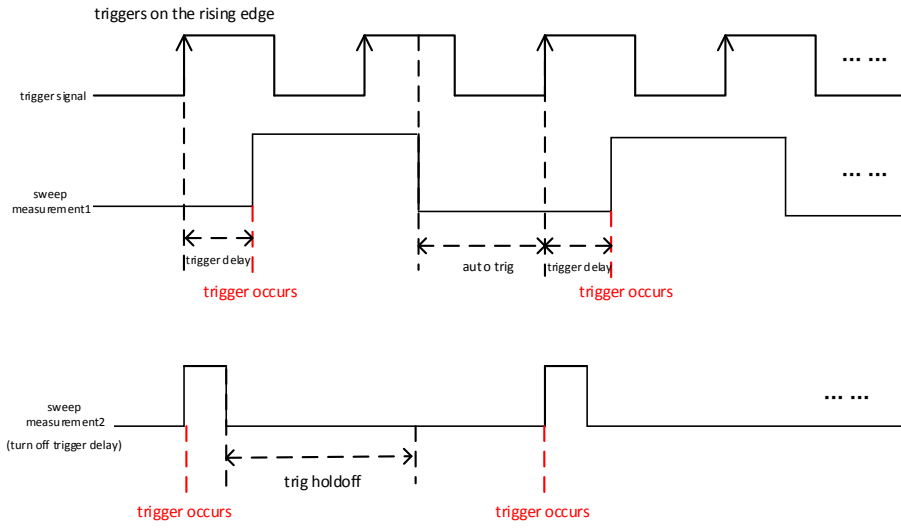 triggers on the rising edge
... ...
trigger signal
sweep
measurement1
... ...
trigger delay
auto trig
trigger delay
trigger occurs
trigger occurs
... ...
sweep
measurement2
(turn off trigger delay)
trig holdoff
trigger occurs
trigger occurs